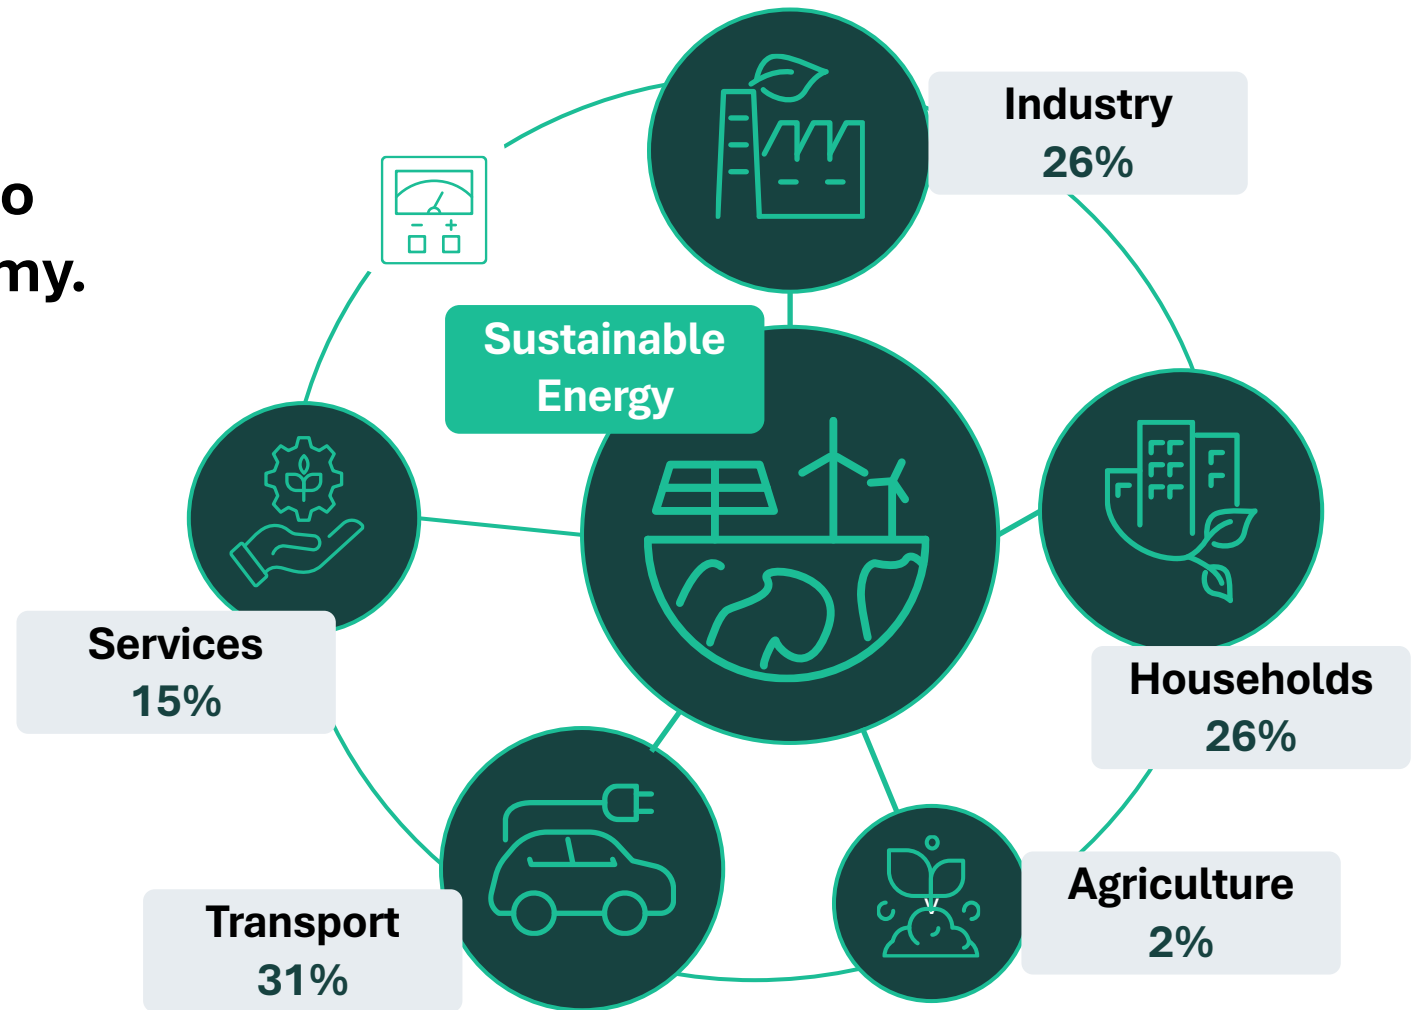 o
my.
Industry
26%
Sustainable
Energy
Services
15%
Households
26%
Transport
31%
Agriculture
2%